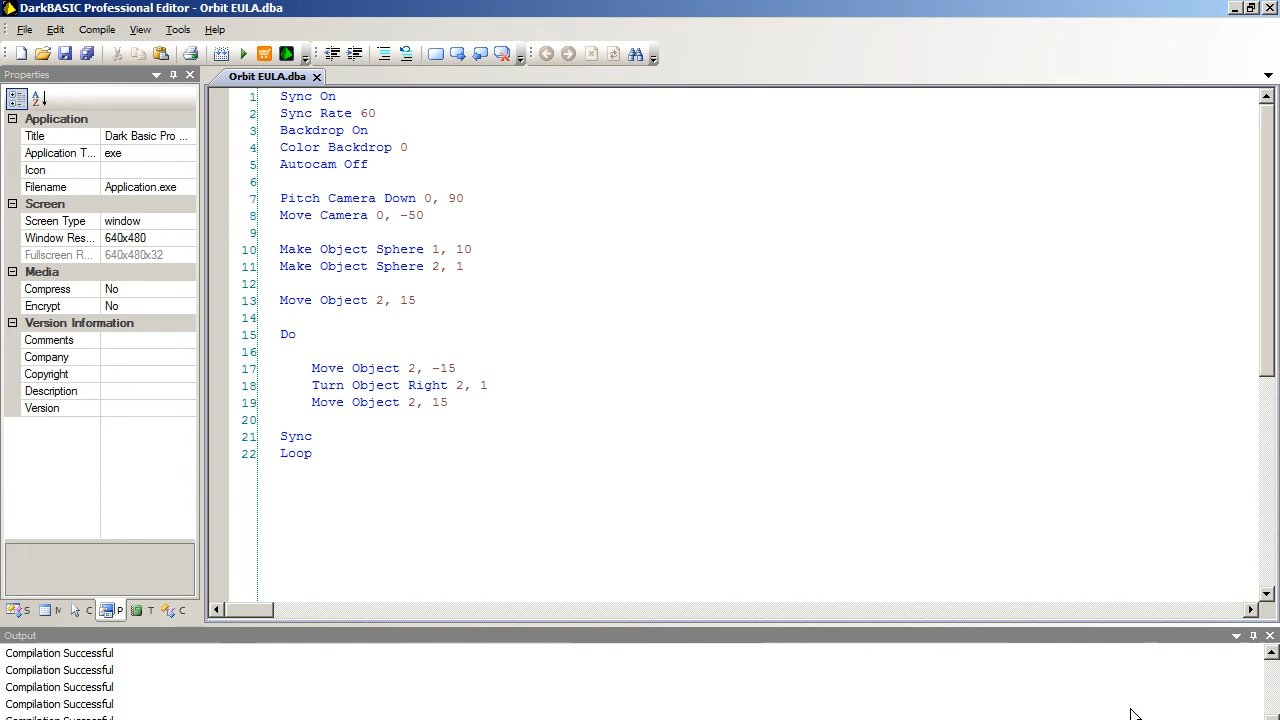 DarkBASIC Professional Editor - Orbit EULA.dba
File Edit Compile View Tools Help
Properties
Orbit EULA.dba
Application
Title Dark Basic Pro ...
Application T... exe
Icon
Filename Application.exe
Screen
Screen Type window
Window Res... 640x480
Fullscreen R... 640x480x32
Media
Compress No
Encrypt No
Version Information
Comments
Company
Copyright
Description
Version
S M C P T C
1 Sync On
2 Sync Rate 60
3 Backdrop On
4 Color Backdrop 0
5 Autocam Off
6
7 Pitch Camera Down 0, 90
8 Move Camera 0, -50
9
10 Make Object Sphere 1, 10
11 Make Object Sphere 2, 1
12
13 Move Object 2, 15
14
15 Do
16
17 Move Object 2, -15
18 Turn Object Right 2, 1
19 Move Object 2, 15
20
21 Sync
22 Loop
Output
Compilation Successful
Compilation Successful
Compilation Successful
Compilation Successful
Compilation Successful